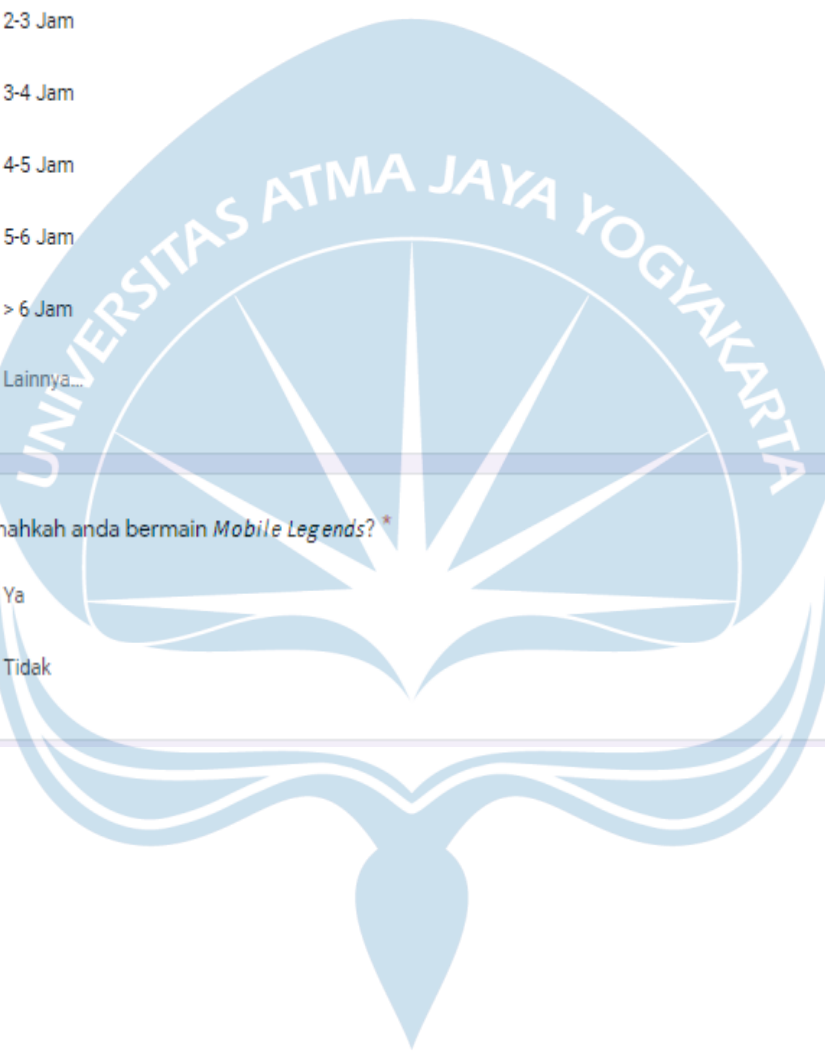 2-3 Jam
3-4 Jam
4-5 Jam
5-6 Jam
> 6 Jam
Lainnya...
UNIVERSITAS ATMA JAYA YOGYAKARTA
nahkah anda bermain Mobile Legends? *
Ya
Tidak